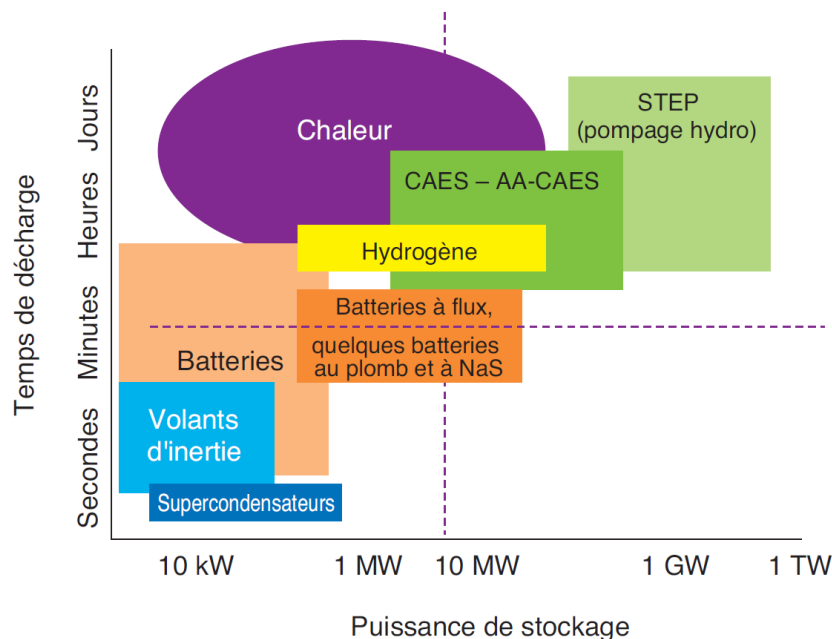 Temps de décharge
Jours
Heures
Minutes
Secondes
Chaleur
STEP
(pompage hydro)
CAES – AA-CAES
Hydrogène
Batteries à flux,
quelques batteries
au plomb et à NaS
Batteries
Volants
d'inertie
Supercondensateurs
10 kW
1 MW
10 MW
1 GW
1 TW
Puissance de stockage